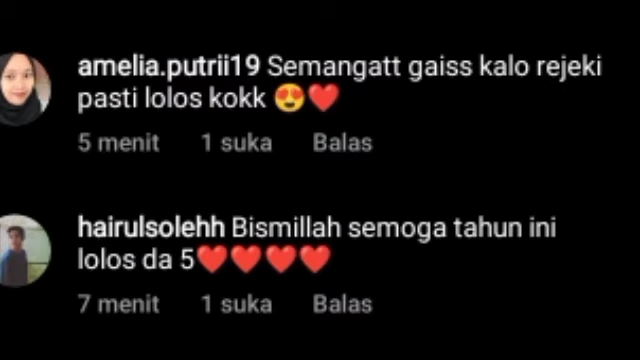 amelia.putrii19 Semangatt gaiss kalo rejeki
pasti lolos kokk 😍❤️
5 menit 1 suka Balas
hairulsolehh Bismillah semoga tahun ini
lolos da 5❤️❤️❤️❤️
7 menit 1 suka Balas